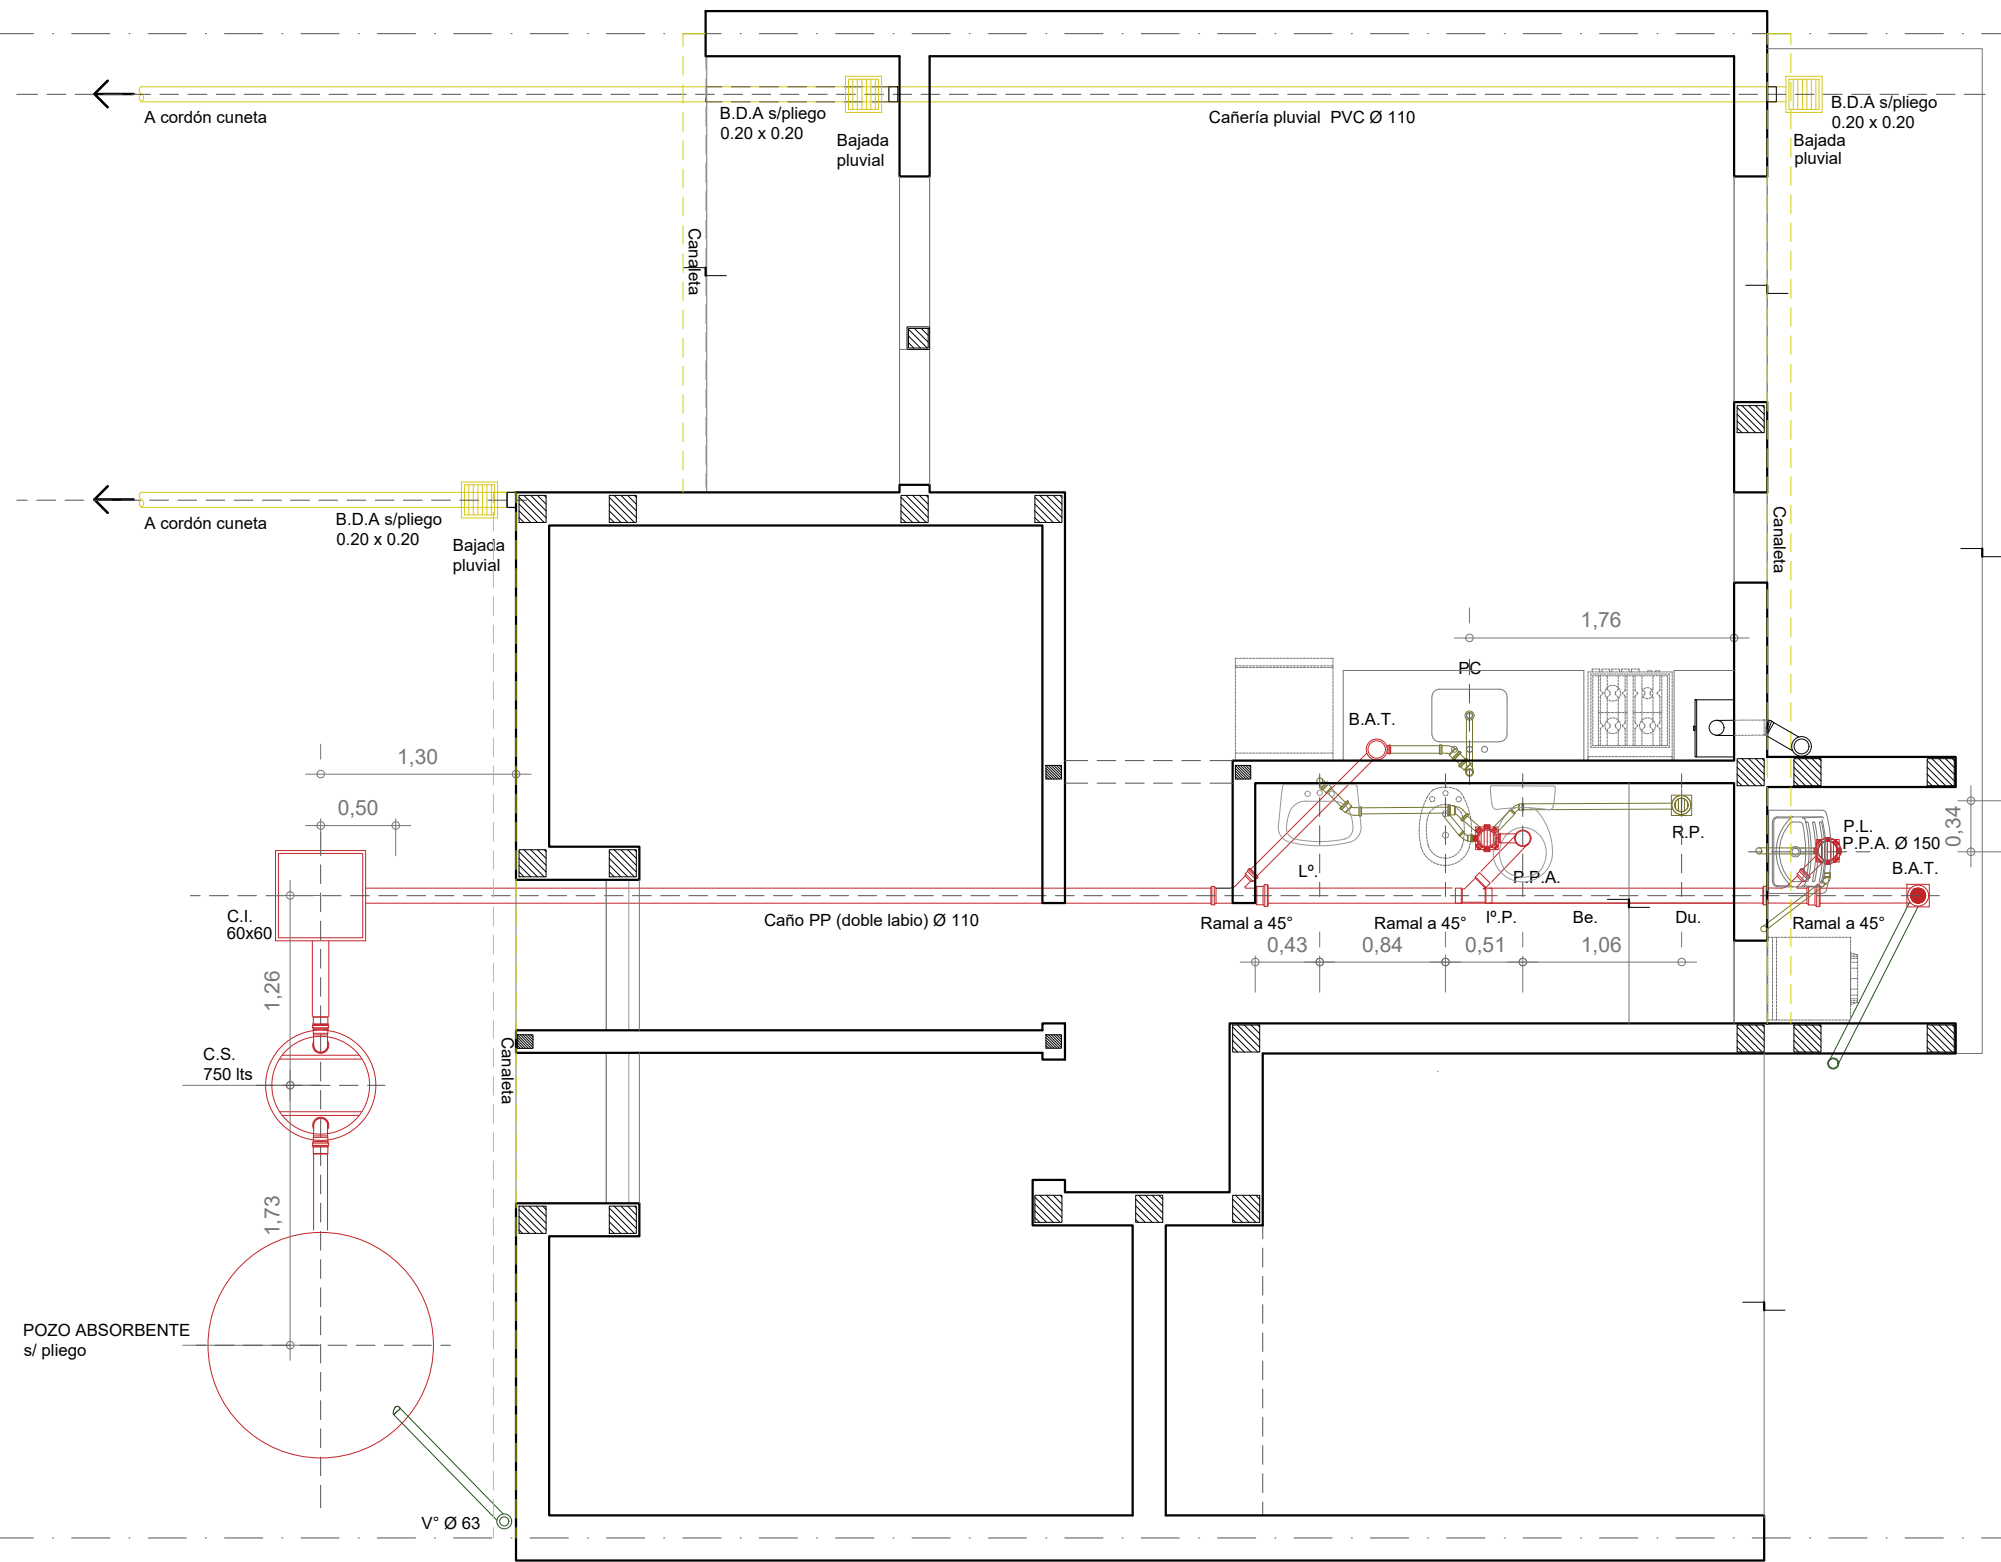 A cordón cuneta
B.D.A s/pliego
0.20 x 0.20
Bajada
pluvial
Cañería pluvial PVC Ø 110
B.D.A s/pliego
0.20 x 0.20
Bajada
pluvial
Canaleta
A cordón cuneta
B.D.A s/pliego
0.20 x 0.20
Bajada
pluvial
Canaleta
1,76
PC
B.A.T.
1,30
0,50
R.P.
0,34
P.L.
P.P.A. Ø 150
B.A.T.
Lº.
P.P.A.
C.I.
60x60
Caño PP (doble labio) Ø 110
Ramal a 45°
Ramal a 45°
Iº.P.
Be.
Du.
Ramal a 45°
0,43
0,84
0,51
1,06
1,26
C.S.
750 lts
Canaleta
1,73
POZO ABSORBENTE
s/ pliego
V° Ø 63